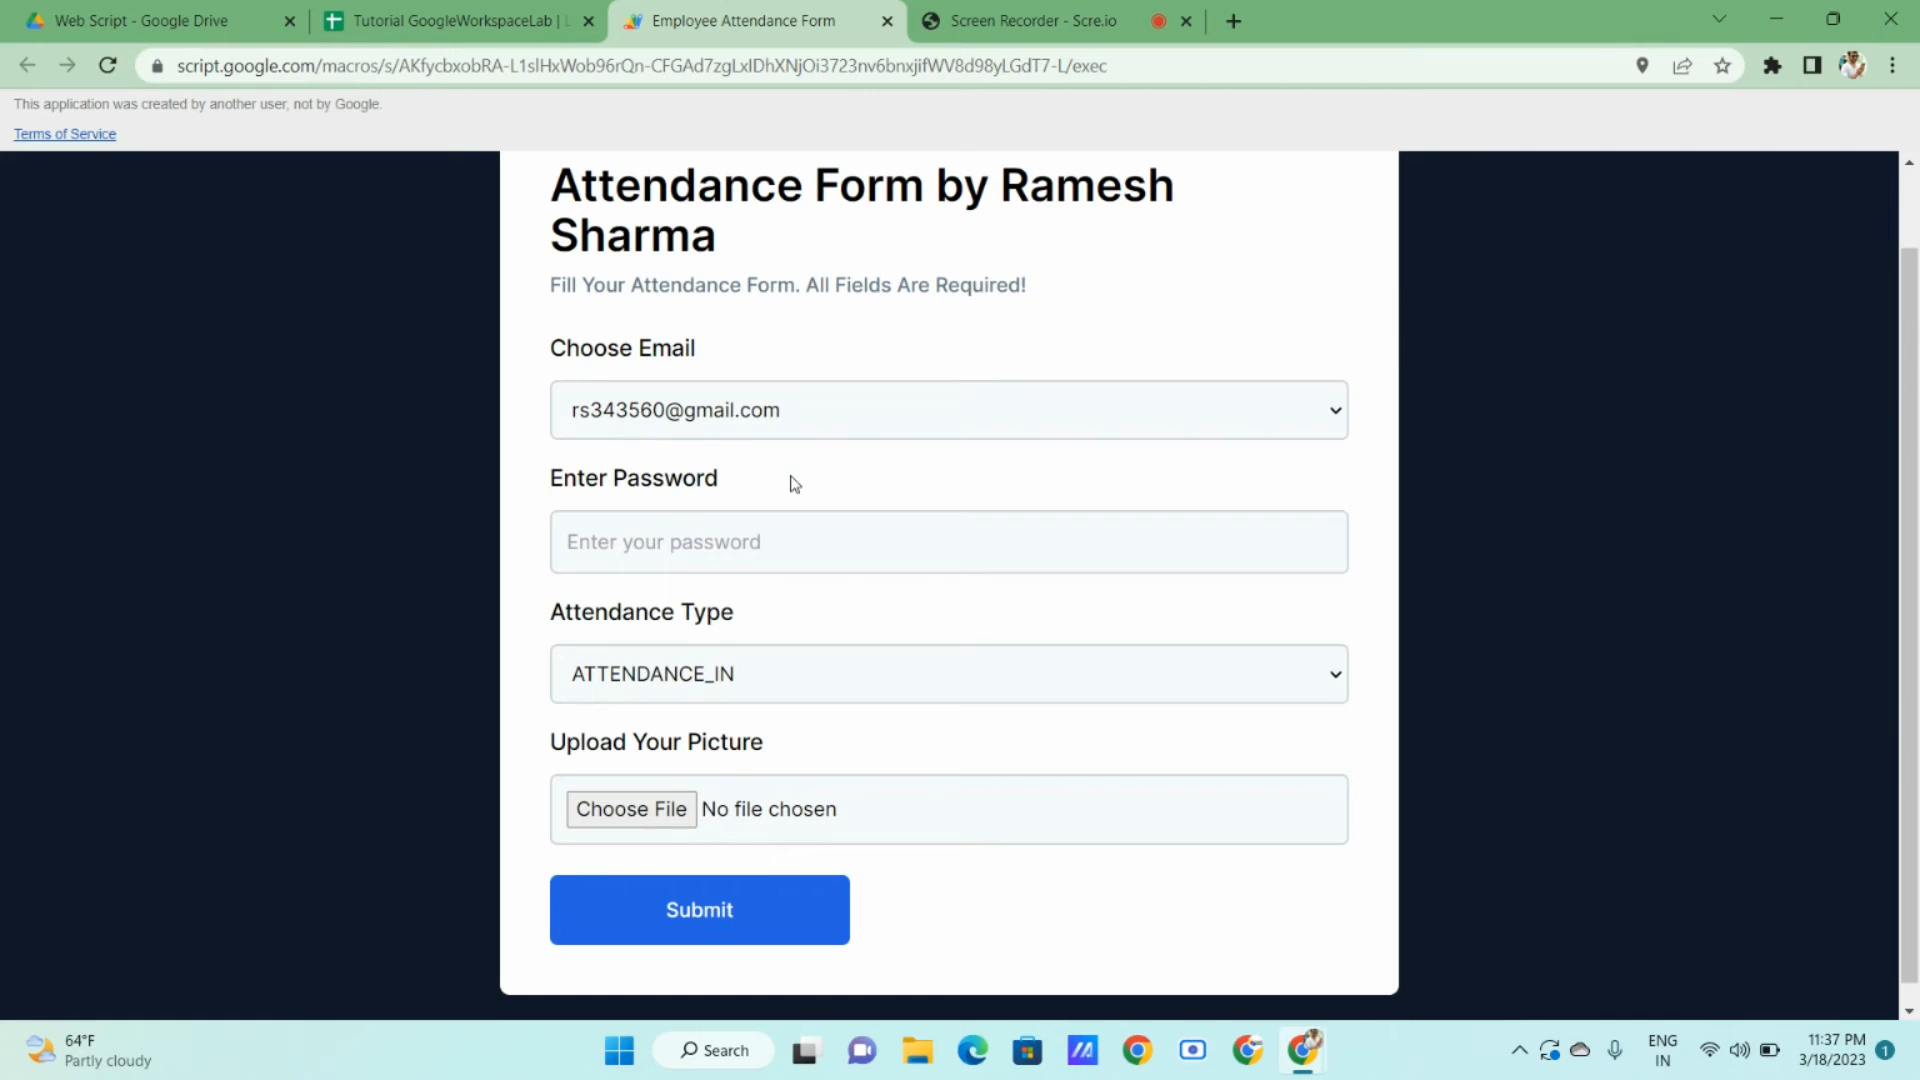 Web Script - Google Drive
Tutorial GoogleWorkspaceLab |
Employee Attendance Form
Screen Recorder - Scre.io
script.google.com/macros/s/AKfycbxobRA-L1slHxWob96rQn-CFGAd7zgLxIDhXNjOi3723nv6bnxjifWV8d98yLGdT7-L/exec
This application was created by another user, not by Google.
Terms of Service
Attendance Form by Ramesh
Sharma
Fill Your Attendance Form. All Fields Are Required!
Choose Email
rs343560@gmail.com
Enter Password
Enter your password
Attendance Type
ATTENDANCE_IN
Upload Your Picture
Choose File No file chosen
Submit
64°F
Partly cloudy
Search
ENG
IN
11:37 PM
3/18/2023
1